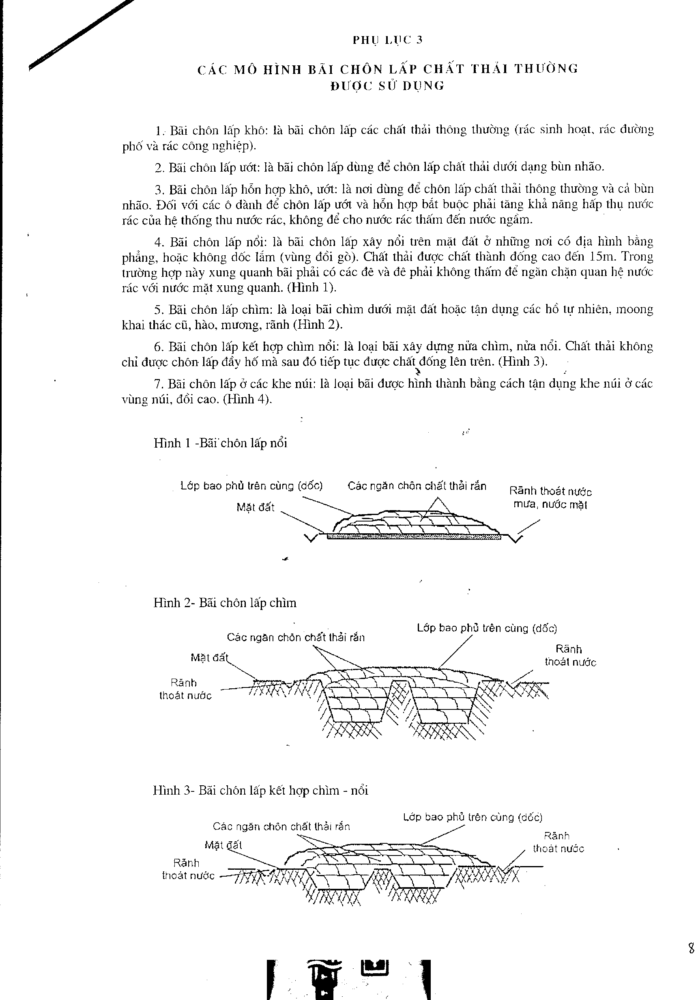 PHỤ LỤC 3
CÁC MÔ HÌNH BÃI CHÔN LẤP CHẤT THẢI THƯỜNG
ĐƯỢC SỬ DỤNG
1. Bãi chôn lấp khô: là bãi chôn lấp các chất thải thông thường (rác sinh hoạt, rác đường
phố và rác công nghiệp).
2. Bãi chôn lấp ướt: là bãi chôn lấp dùng để chôn lấp chất thải dưới dạng bùn nhão.
3. Bãi chôn lấp hỗn hợp khô, ướt: là nơi dùng để chôn lấp chất thải thông thường và cả bùn
nhão. Đối với các ô dành để chôn lấp ướt và hỗn hợp bắt buộc phải tăng khả năng hấp thụ nước
rác của hệ thống thu nước rác, không để cho nước rác thấm đến nước ngầm.
4. Bãi chôn lấp nổi: là bãi chôn lấp xây nổi trên mặt đất ở những nơi có địa hình bằng
phẳng, hoặc không dốc lắm (vùng đồi gò). Chất thải được chất thành đống cao đến 15m. Trong
trường hợp này xung quanh bãi phải có các đê và đê phải không thấm để ngăn chặn quan hệ nước
rác với nước mặt xung quanh. (Hình 1).
5. Bãi chôn lấp chìm: là loại bãi chìm dưới mặt đất hoặc tận dụng các hồ tự nhiên, moong
khai thác cũ, hào, mương, rãnh (Hình 2).
6. Bãi chôn lấp kết hợp chìm nổi: là loại bãi xây dựng nửa chìm, nửa nổi. Chất thải không
chỉ được chôn lấp đầy hố mà sau đó tiếp tục được chất đống lên trên. (Hình 3).
7. Bãi chôn lấp ở các khe núi: là loại bãi được hình thành bằng cách tận dụng khe núi ở các
vùng núi, đồi cao. (Hình 4).
Hình 1 -Bãi chôn lấp nổi
Lớp bao phủ trên cùng (dốc)
Các ngăn chôn chất thải rắn
Rãnh thoát nước
mưa, nước mặt
Mặt đất
Hình 2- Bãi chôn lấp chìm
Lớp bao phủ trên cùng (dốc)
Các ngăn chôn chất thải rắn
Rãnh
thoát nước
Mặt đất
Rãnh
thoát nước
Hình 3- Bãi chôn lấp kết hợp chìm - nổi
Lớp bao phủ trên cùng (dốc)
Các ngăn chôn chất thải rắn
Rãnh
thoát nước
Mặt đất
Rãnh
thoát nước
8